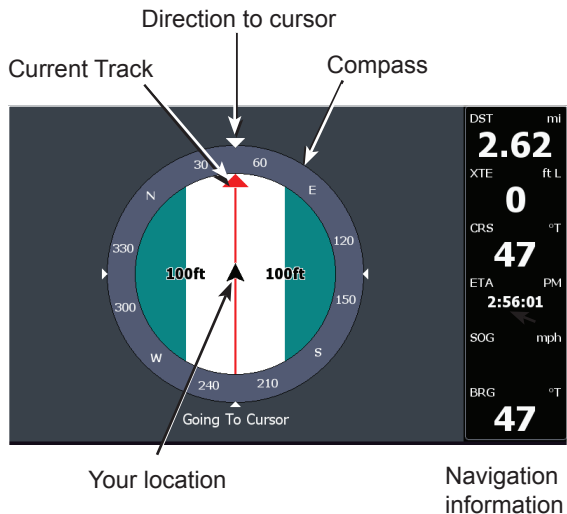 Direction to cursor
Current Track
Compass
DST mi
2.62
XTE ft L
0
CRS °T
47
ETA PM
2:56:01
SOG mph
BRG °T
47
30 60
N E
330 120
100ft 100ft
300 150
W S
240 210
Going To Cursor
Your location
Navigation
information